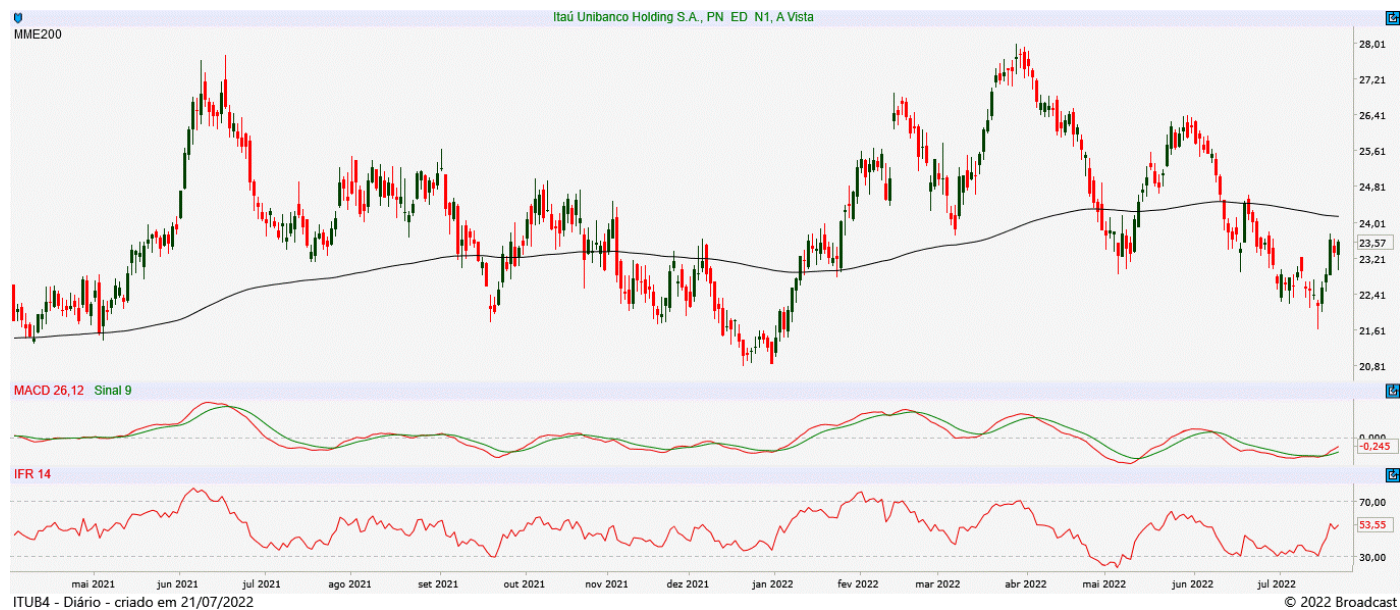 Itaú Unibanco Holding S.A., PN ED N1, A Vista
MME200
28,01
27,21
26,41
25,61
24,81
24,01
23,57
23,21
22,41
21,61
20,81
MACD 26,12 Sinal 9
0,000
-0,245
IFR 14
70,00
53,55
30,00
mai 2021 jun 2021 jul 2021 ago 2021 set 2021 out 2021 nov 2021 dez 2021 jan 2022 fev 2022 mar 2022 abr 2022 mai 2022 jun 2022 jul 2022
ITUB4 - Diário - criado em 21/07/2022 © 2022 Broadcast